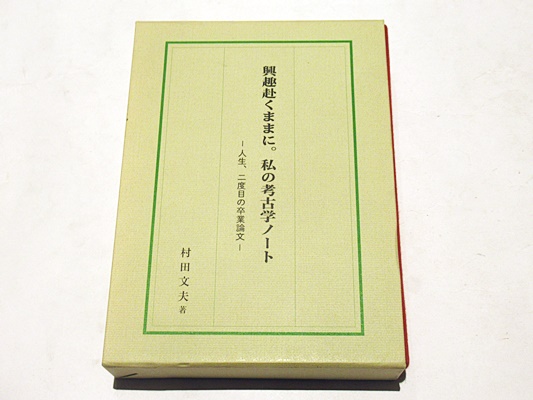 興趣赴くままに。私の考古学ノート
－人生、二度目の卒業論文－
村田文夫 著